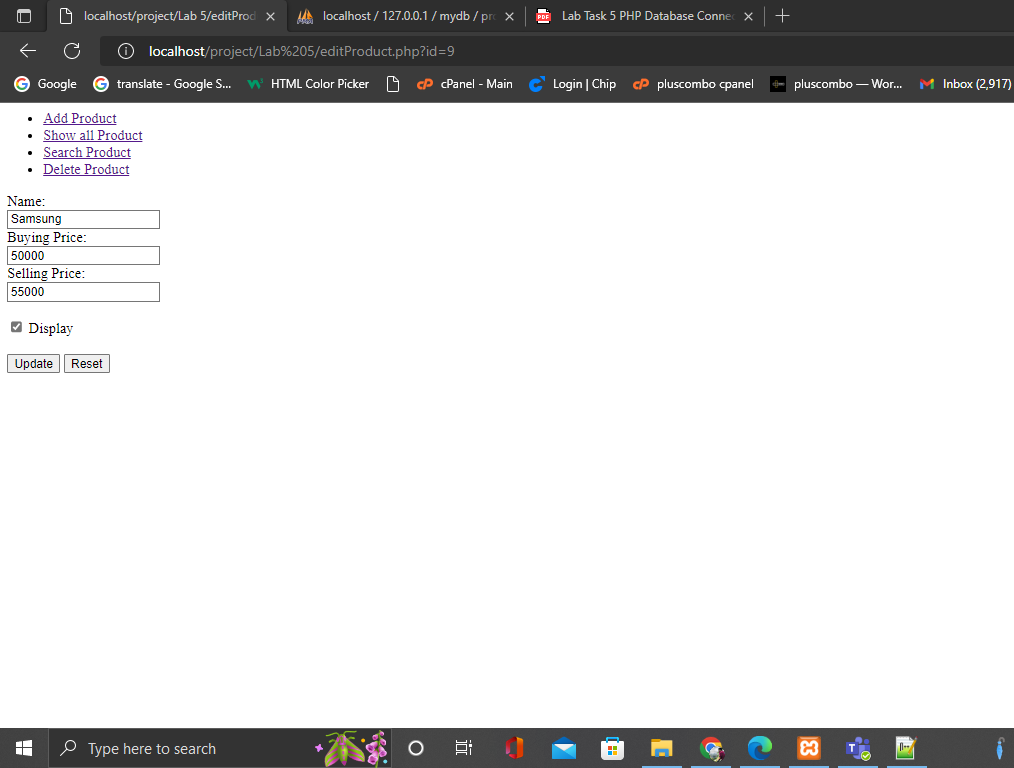 localhost/project/Lab 5/editProd
localhost / 127.0.0.1 / mydb / pr
Lab Task 5 PHP Database Connec
localhost/project/Lab%205/editProduct.php?id=9
Google
translate - Google S...
HTML Color Picker
cPanel - Main
Login | Chip
pluscombo cpanel
pluscombo — Wor...
Inbox (2,917)
Add Product
Show all Product
Search Product
Delete Product
Name:
Samsung
Buying Price:
50000
Selling Price:
55000
Display
Update Reset
Type here to search